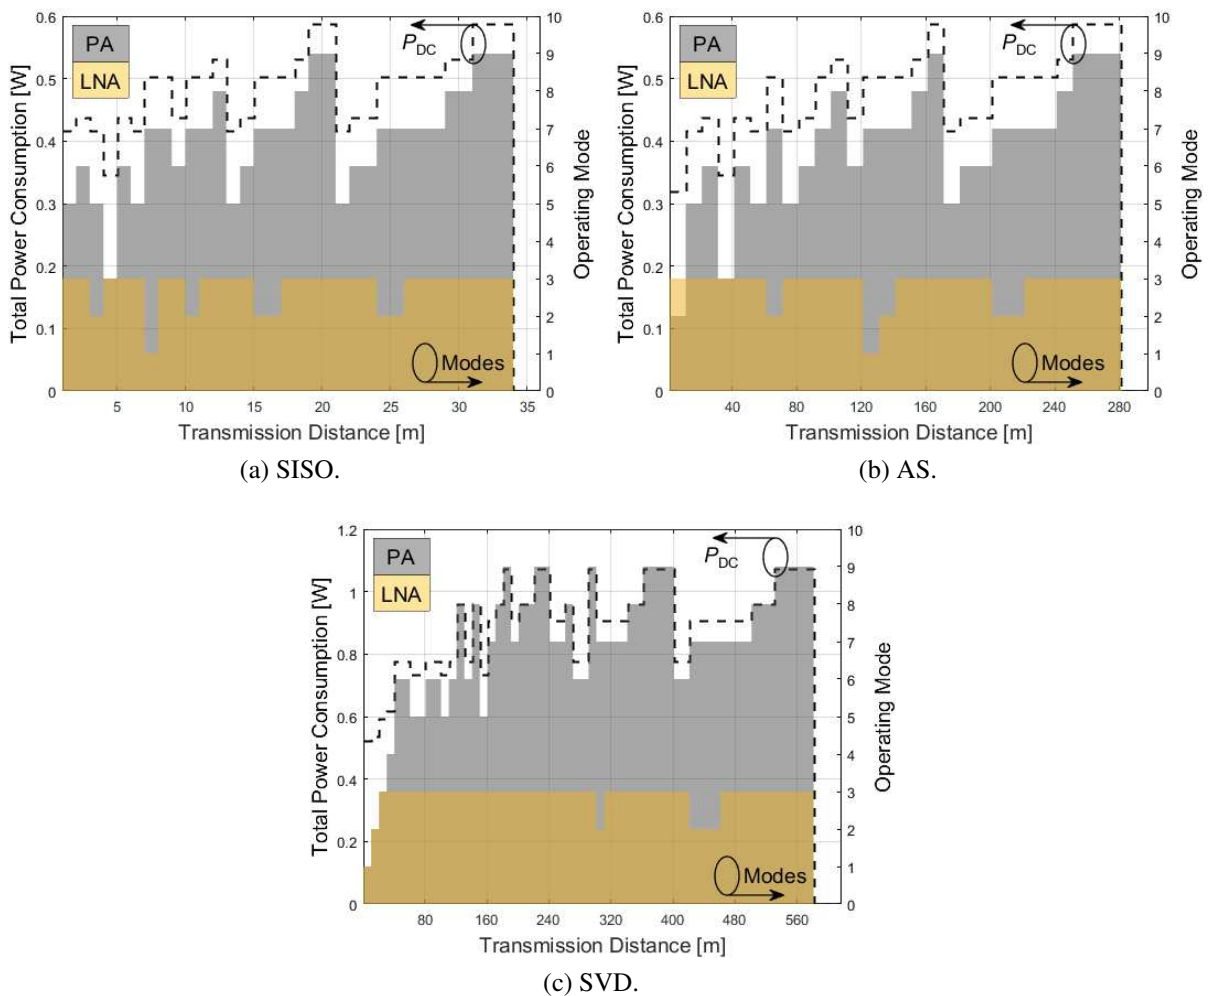 0.6
0.5
0.4
0.3
0.2
0.1
0
Total Power Consumption [W]
PA
LNA
P_DC
Modes
10
9
8
7
6
5
4
3
2
1
0
Operating Mode
5 10 15 20 25 30 35
Transmission Distance [m]
(a) SISO.
0.6
0.5
0.4
0.3
0.2
0.1
0
Total Power Consumption [W]
PA
LNA
P_DC
Modes
10
9
8
7
6
5
4
3
2
1
0
Operating Mode
40 80 120 160 200 240 280
Transmission Distance [m]
(b) AS.
1.2
1
0.8
0.6
0.4
0.2
0
Total Power Consumption [W]
PA
LNA
P_DC
Modes
10
9
8
7
6
5
4
3
2
1
0
Operating Mode
80 160 240 320 400 480 560
Transmission Distance [m]
(c) SVD.